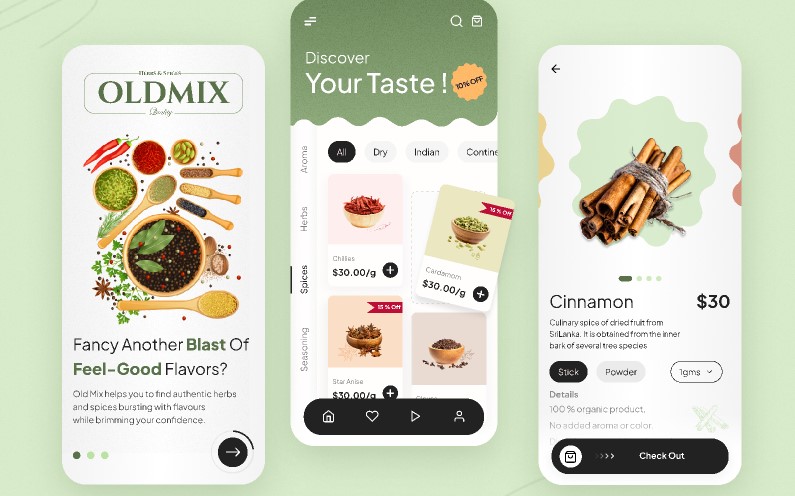 Herbs & Spices
OLDMIX
Quality
Fancy Another Blast Of
Feel-Good Flavors?
Old Mix helps you to find authentic herbs
and spices bursting with flavours
while brimming your confidence.
Discover
Your Taste !
10% OFF
All
Dry
Indian
Contine
Aroma
Herbs
Spices
Seasoning
Chillies
$30.00/g
15 % Off
Cardamom
$30.00/g
15 % Off
Star Anise
$30.00/g
Cinnamon
$30
Culinary spice of dried fruit from
SriLanka. It is obtained from the inner
bark of several tree species
Stick
Powder
1gms
Details
100 % organic product.
No added aroma or color.
Check Out